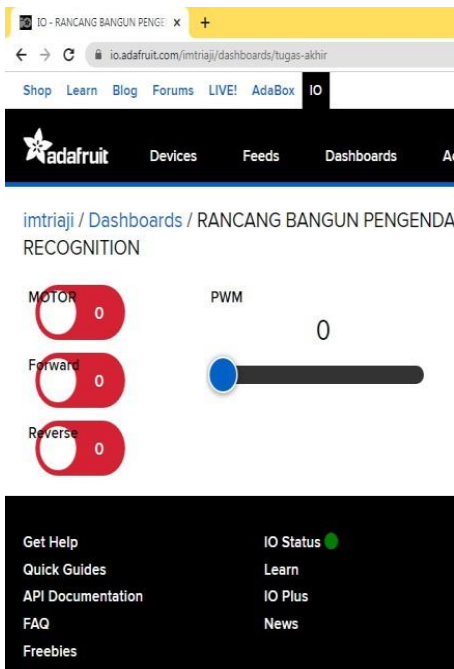 IO - RANCANG BANGUN PENGE
io.adafruit.com/imtriaji/dashboards/tugas-akhir
Shop Learn Blog Forums LIVE! AdaBox IO
adafruit Devices Feeds Dashboards
imtriaji / Dashboards / RANCANG BANGUN PENGENDA
RECOGNITION
MOTOR
0
PWM
0
Forward
0
Reverse
0
Get Help
Quick Guides
API Documentation
FAQ
Freebies
IO Status
Learn
IO Plus
News